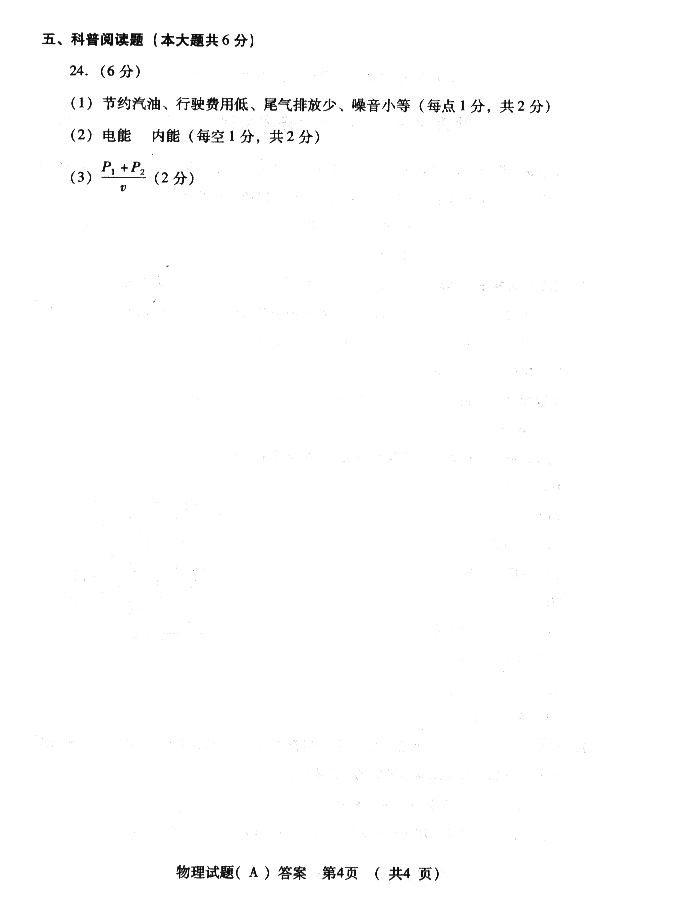 五、科普阅读题（本大题共6分）
24.（6分）
（1）节约汽油、行驶费用低、尾气排放少、噪音小等（每点1分，共2分）
（2）电能 内能（每空1分，共2分）
（3）$\frac{P_1+P_2}{v}$（2分）
物理试题( A ) 答案 第4页 ( 共4 页)